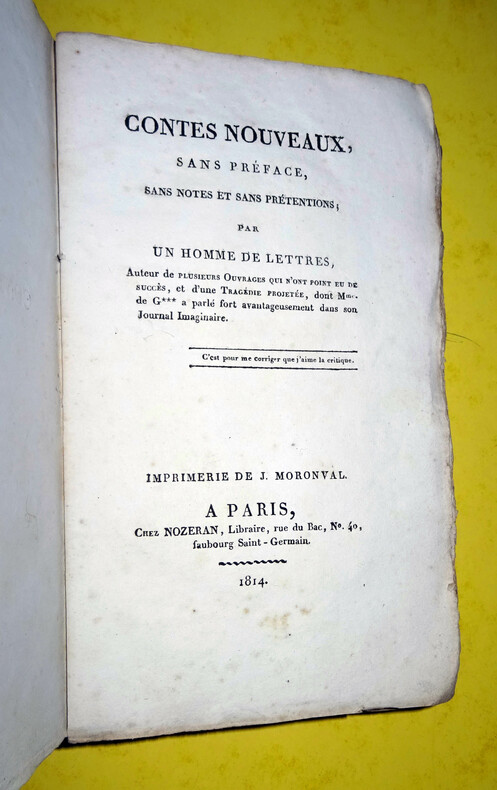 CONTES NOUVEAUX,
SANS PRÉFACE,
SANS NOTES ET SANS PRÉTENTIONS;
PAR
UN HOMME DE LETTRES,
Auteur de PLUSIEURS OUVRAGES QUI N'ONT POINT EU DE
SUCCÈS, et d'une TRAGÉDIE PROJETÉE, dont Mme.
de G*** a parlé fort avantageusement dans son
Journal Imaginaire.
C'est pour me corriger que j'aime la critique.
IMPRIMERIE DE J. MORONVAL.
A PARIS,
CHEZ NOZERAN, Libraire, rue du Bac, No. 40,
faubourg Saint-Germain.
1814.